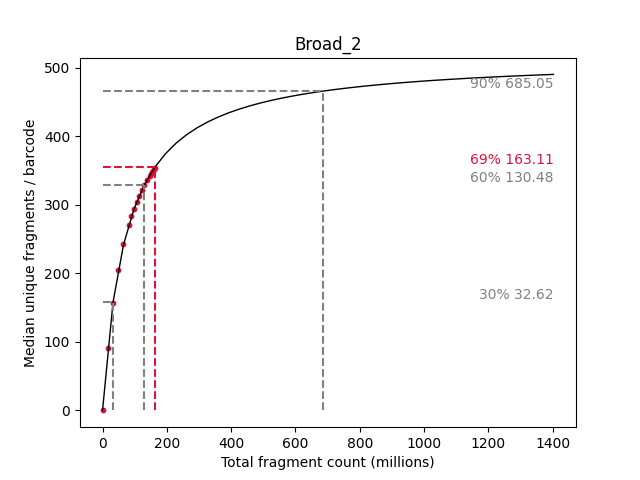 Broad_2
500
400
300
200
100
0
90% 685.05
69% 163.11
60% 130.48
30% 32.62
Median unique fragments / barcode
0 200 400 600 800 1000 1200 1400
Total fragment count (millions)